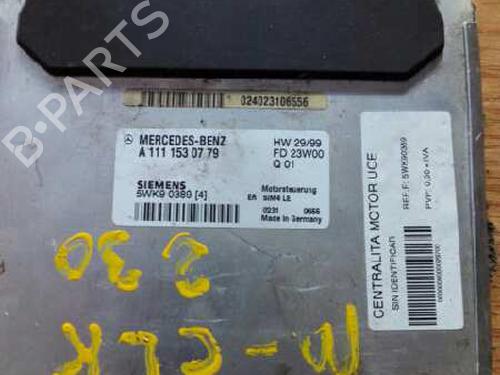 024023106556
MERCEDES-BENZ
A 111 153 07 79
HW 29/99
FD 23W00
Q 01
SIEMENS
5WK9 0389 [4]
Motorsteuerung
ER SIM4 LE
0231 0666
Made in Germany
CENTRALITA MOTOR UCE
SIN IDENTIFICAR
REF. F: 5WK90389
PVP: 0,00 + IVA
230
M-CLK
B-PARTS